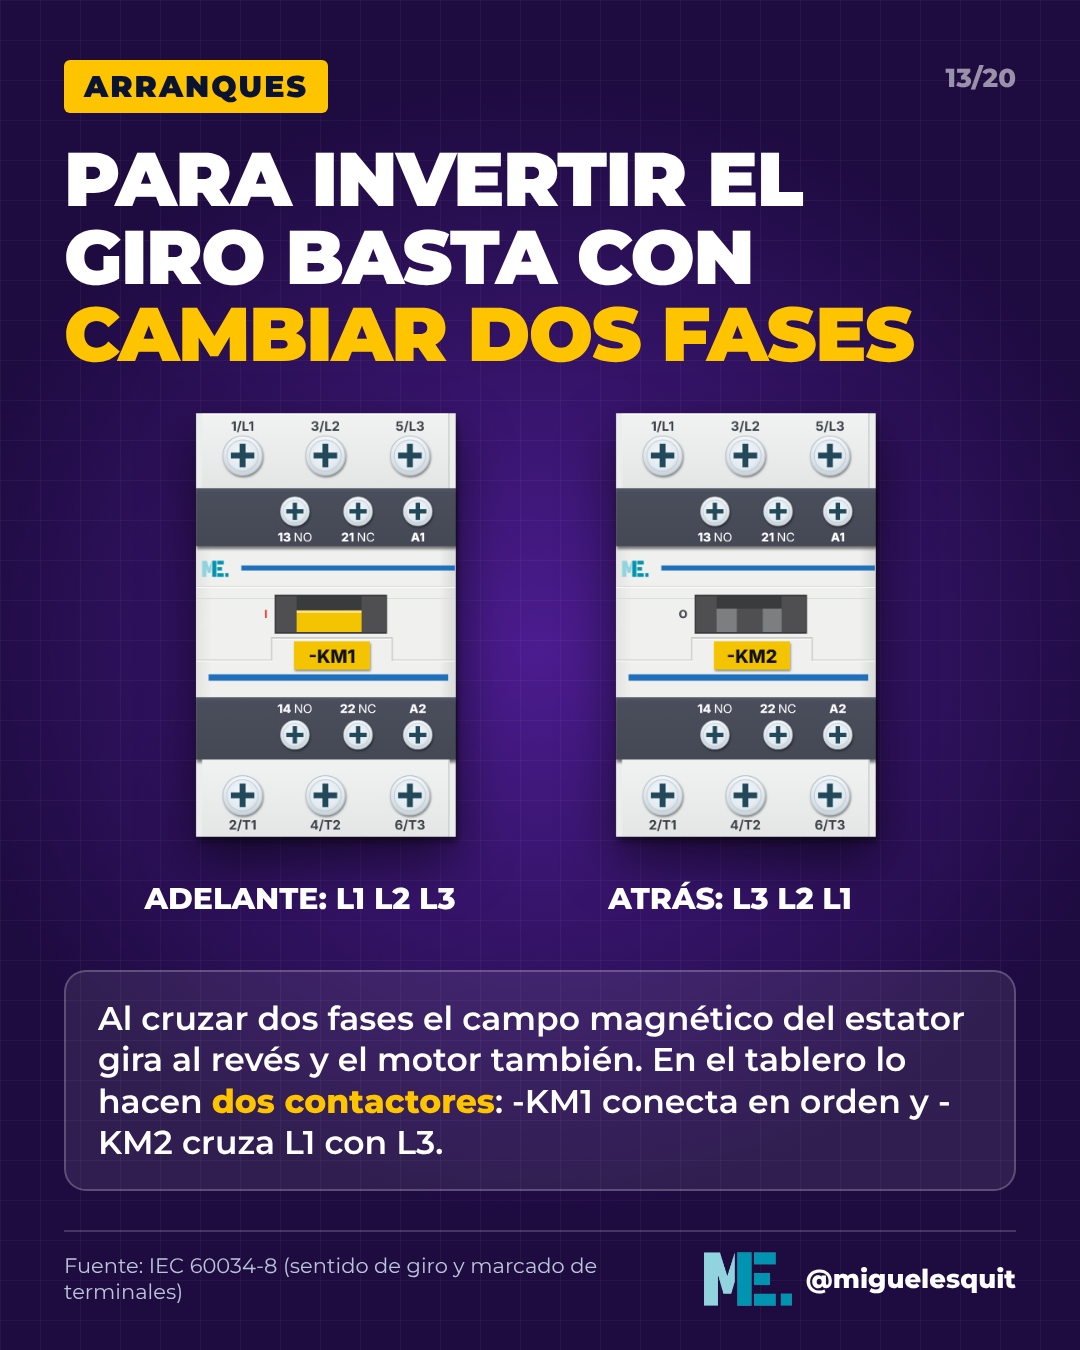 ARRANQUES
13/20
PARA INVERTIR EL
GIRO BASTA CON
CAMBIAR DOS FASES
1/L1 3/L2 5/L3
13 NO 21 NC A1
ME.
I
-KM1
14 NO 22 NC A2
2/T1 4/T2 6/T3
1/L1 3/L2 5/L3
13 NO 21 NC A1
ME.
O
-KM2
14 NO 22 NC A2
2/T1 4/T2 6/T3
ADELANTE: L1 L2 L3
ATRÁS: L3 L2 L1
Al cruzar dos fases el campo magnético del estator
gira al revés y el motor también. En el tablero lo
hacen dos contactores: -KM1 conecta en orden y -
KM2 cruza L1 con L3.
Fuente: IEC 60034-8 (sentido de giro y marcado de
terminales)
ME.
@miguelesquit